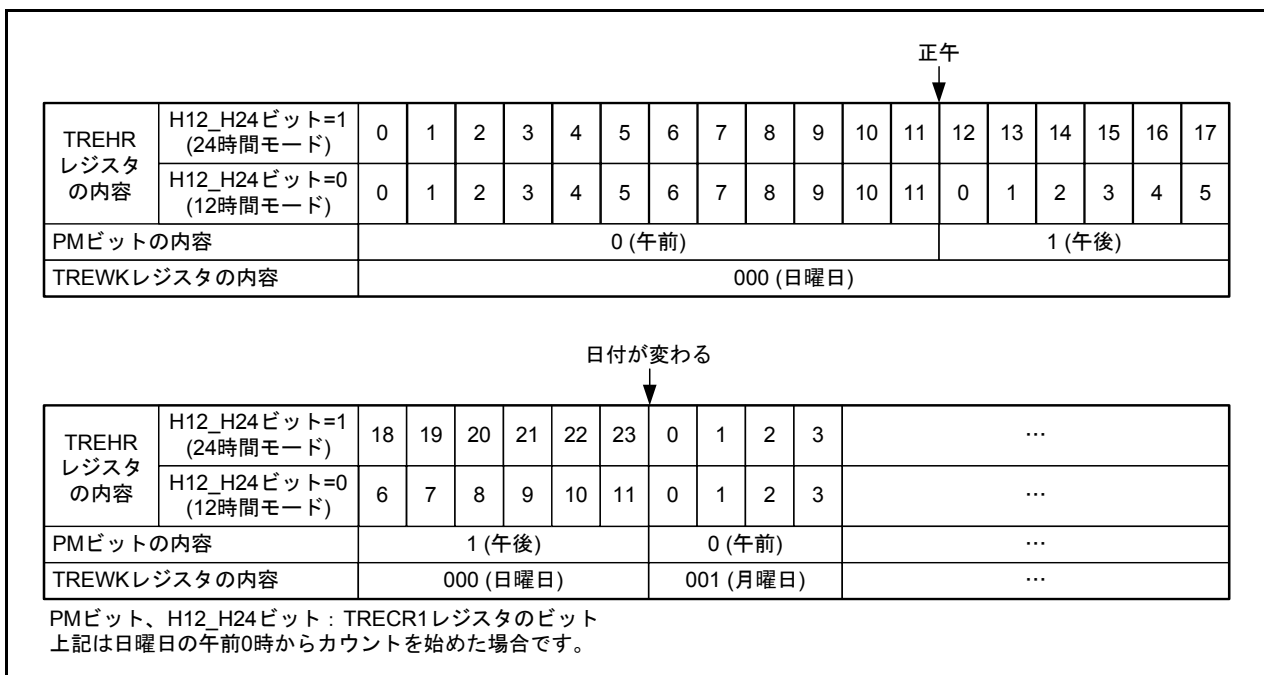 正午
TREHR
レジスタ
の内容
H12_H24ビット=1
(24時間モード)
0 1 2 3 4 5 6 7 8 9 10 11 12 13 14 15 16 17
H12_H24ビット=0
(12時間モード)
0 1 2 3 4 5 6 7 8 9 10 11 0 1 2 3 4 5
PMビットの内容 0 (午前) 1 (午後)
TREWKレジスタの内容 000 (日曜日)
日付が変わる
TREHR
レジスタ
の内容
H12_H24ビット=1
(24時間モード)
18 19 20 21 22 23 0 1 2 3 …
H12_H24ビット=0
(12時間モード)
6 7 8 9 10 11 0 1 2 3 …
PMビットの内容 1 (午後) 0 (午前) …
TREWKレジスタの内容 000 (日曜日) 001 (月曜日) …
PMビット、H12_H24ビット：TRECR1レジスタのビット
上記は日曜日の午前0時からカウントを始めた場合です。